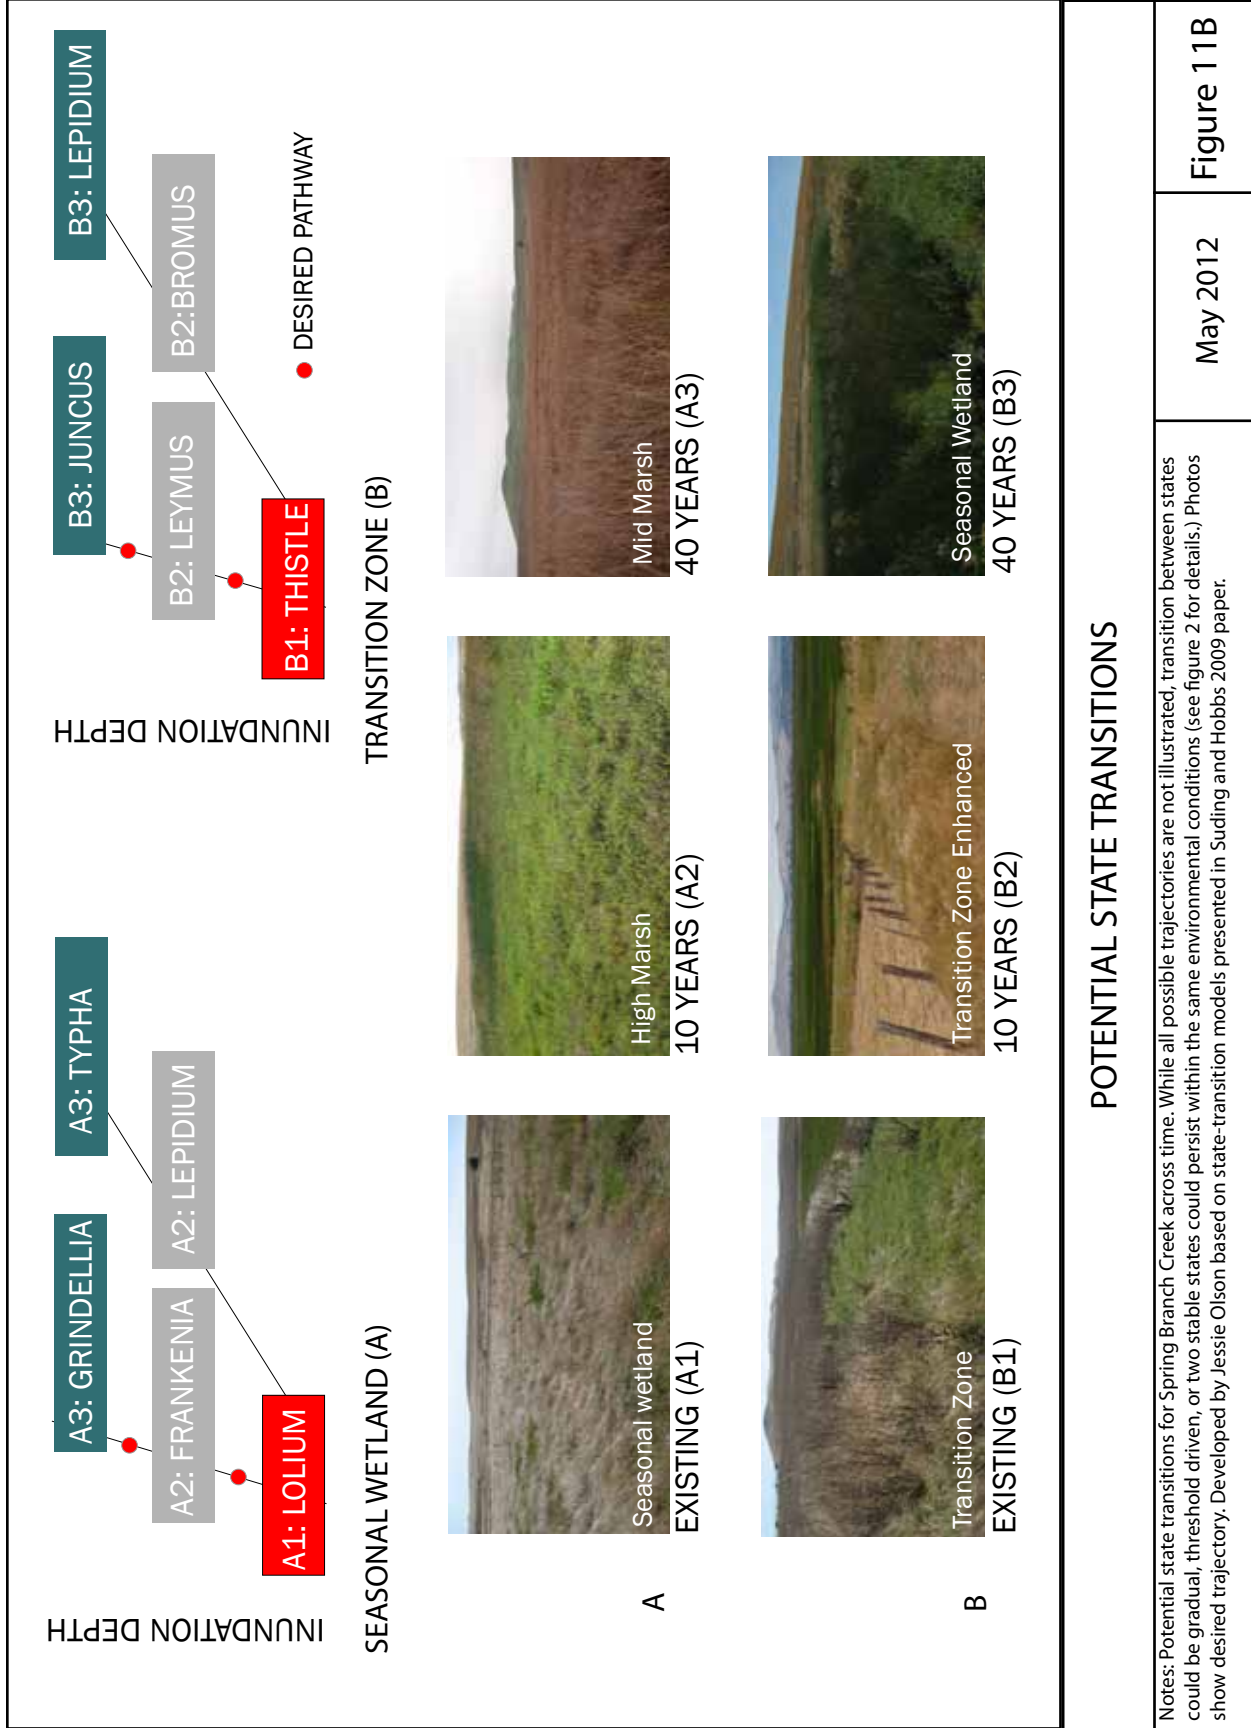 INUNDATION DEPTH
A3: GRINDELLIA
A3: TYPHA
A2: FRANKENIA
A2: LEPIDIUM
A1: LOLIUM
SEASONAL WETLAND (A)
INUNDATION DEPTH
B3: JUNCUS
B3: LEPIDIUM
B2: LEYMUS
B2:BROMUS
B1: THISTLE
DESIRED PATHWAY
TRANSITION ZONE (B)
A
Seasonal wetland
High Marsh
Mid Marsh
EXISTING (A1)
10 YEARS (A2)
40 YEARS (A3)
B
Transition Zone
Transition Zone Enhanced
Seasonal Wetland
EXISTING (B1)
10 YEARS (B2)
40 YEARS (B3)
POTENTIAL STATE TRANSITIONS
Notes: Potential state transitions for Spring Branch Creek across time. While all possible trajectories are not illustrated, transition between states
could be gradual, threshold driven, or two stable states could persist within the same environmental conditions (see figure 2 for details.) Photos
show desired trajectory. Developed by Jessie Olson based on state-transition models presented in Suding and Hobbs 2009 paper.
May 2012
Figure 11B